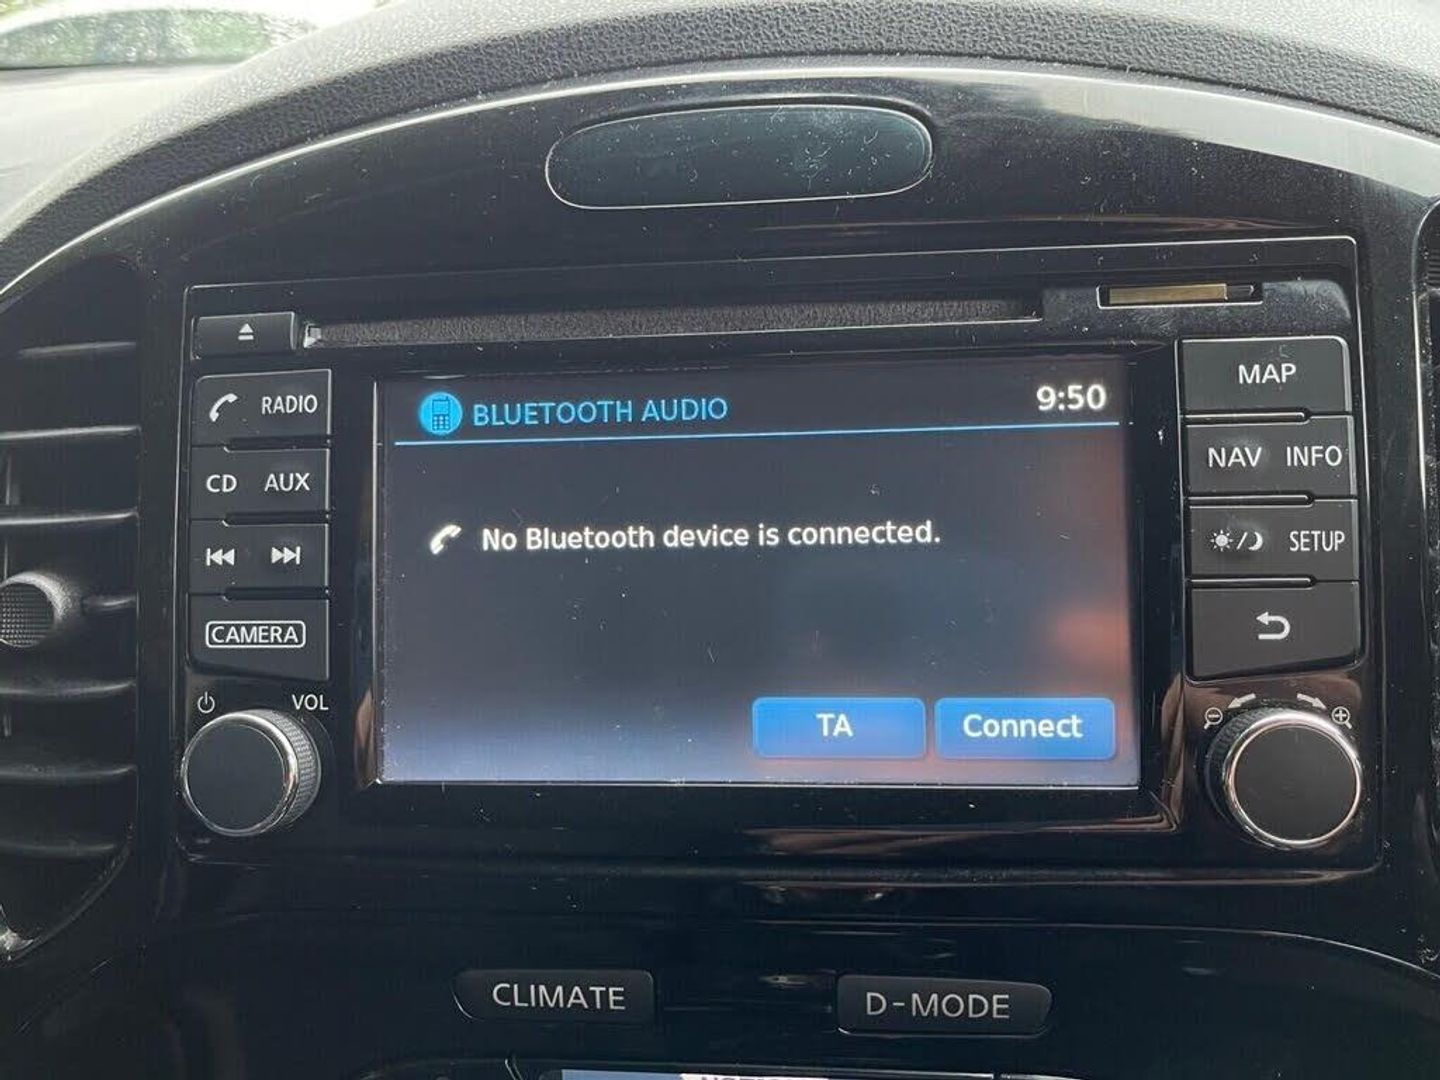 BLUETOOTH AUDIO 9:50
No Bluetooth device is connected.
TA Connect
RADIO
CD AUX
CAMERA
VOL
MAP
NAV INFO
SETUP
CLIMATE D-MODE